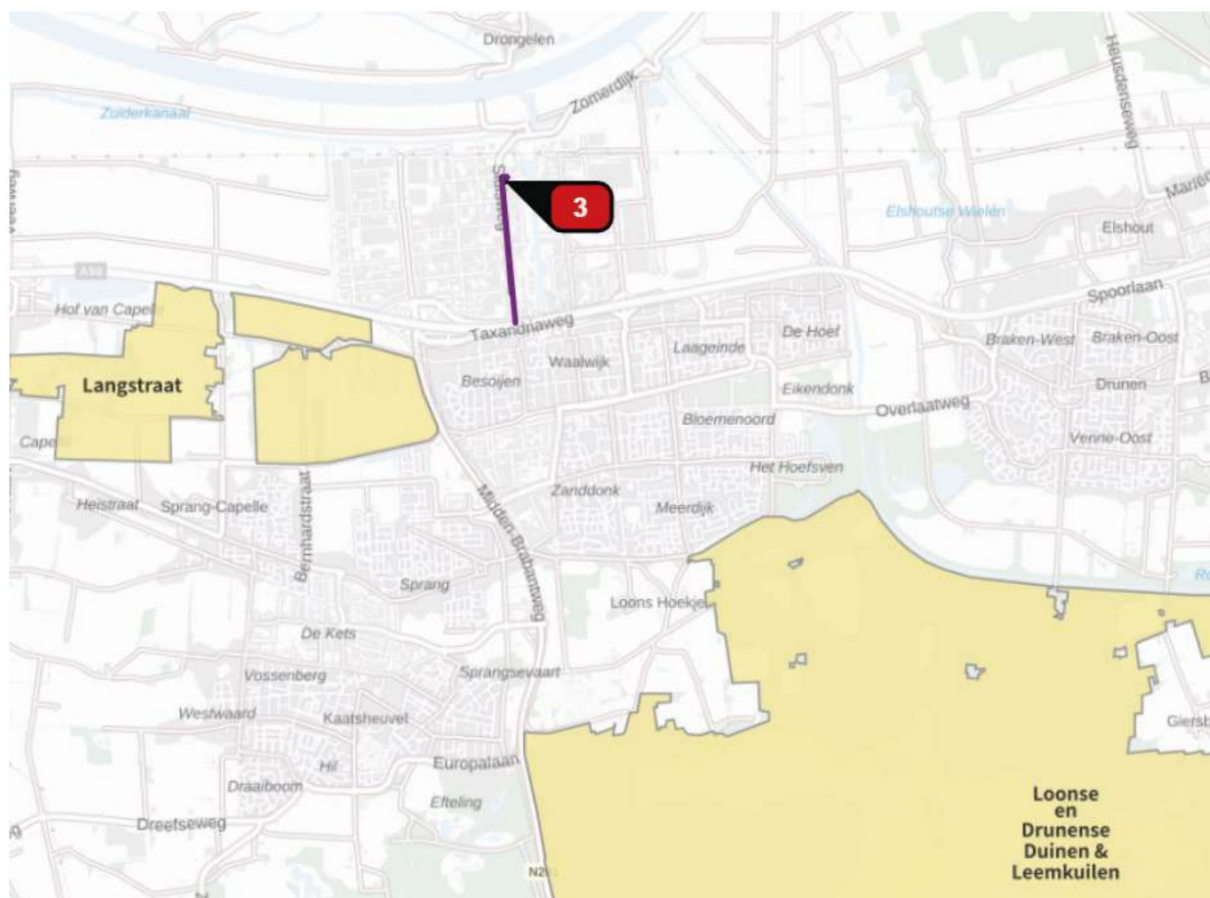 Drongelen
Heusdenseweg
Zomerdijk
Zuiderkanaal
3
Elshoutse Wielen
Elshout
A59
Spoorlaan
Hof van Capelle
Taxandriaweg
De Hoef
Braken-West
Braken-Oost
Laageinde
Waalwijk
Langstraat
Besoijen
Eikendonk
Drunen
Overlaatweg
Bloemenoord
Venne-Oost
Het Hoefsven
Zanddonk
Heistraat
Sprang-Capelle
Meerdijk
Midden-Brabantweg
Bernhardstraat
Sprang
Loons Hoekje
De Kets
Sprangsevaart
Vossenberg
Westwaard
Kaatsheuvel
Europalaan
Hil
Draaiboom
Efteling
Dreetseweg
Loonse
en
Drunense
Duinen &
Leemkuilen